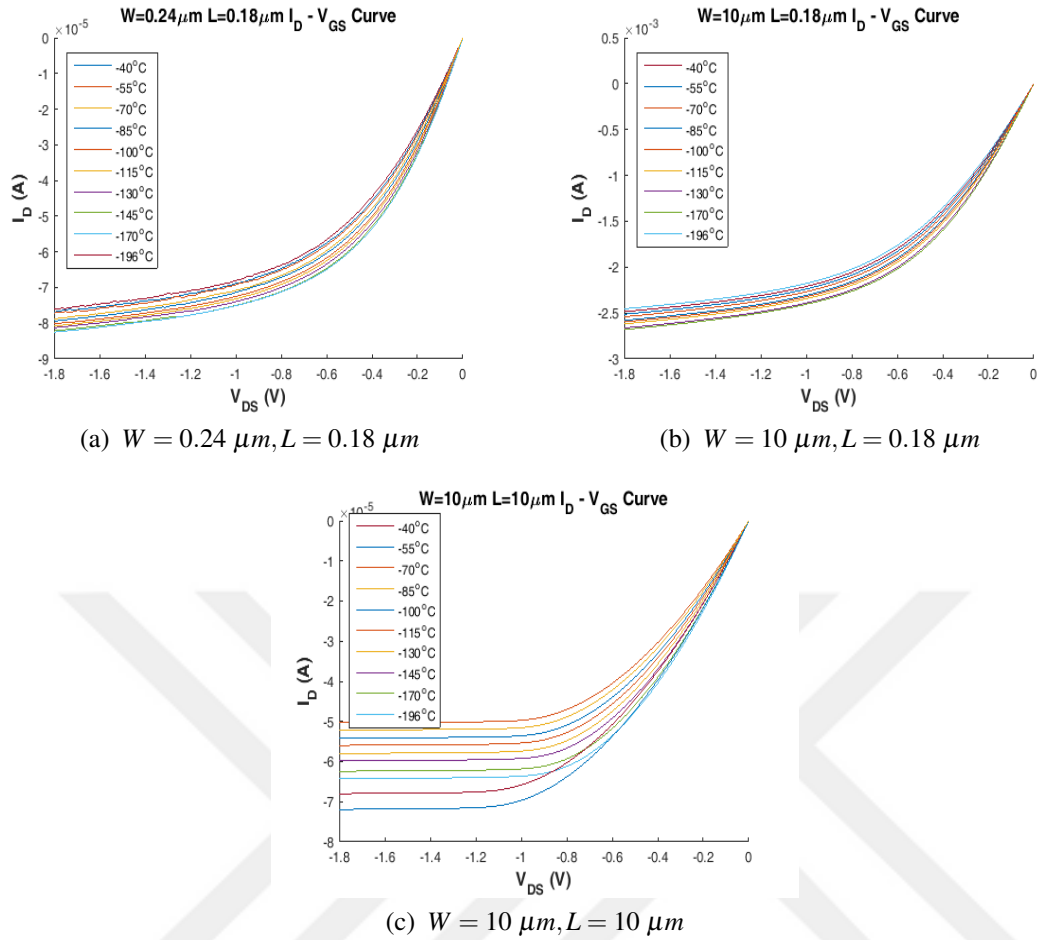 W=0.24μm L=0.18μm I_D - V_GS Curve
×10^-5
0
-1
-2
-3
-4
-5
-6
-7
-8
-9
I_D (A)
-40°C
-55°C
-70°C
-85°C
-100°C
-115°C
-130°C
-145°C
-170°C
-196°C
-1.8 -1.6 -1.4 -1.2 -1 -0.8 -0.6 -0.4 -0.2 0
V_DS (V)
(a) W = 0.24 μm, L = 0.18 μm
W=10μm L=0.18μm I_D - V_GS Curve
×10^-3
0.5
0
-0.5
-1
-1.5
-2
-2.5
-3
I_D (A)
-40°C
-55°C
-70°C
-85°C
-100°C
-115°C
-130°C
-170°C
-196°C
-1.8 -1.6 -1.4 -1.2 -1 -0.8 -0.6 -0.4 -0.2 0
V_DS (V)
(b) W = 10 μm, L = 0.18 μm
W=10μm L=10μm I_D - V_GS Curve
×10^-5
0
-1
-2
-3
-4
-5
-6
-7
-8
I_D (A)
-40°C
-55°C
-70°C
-85°C
-100°C
-115°C
-130°C
-145°C
-170°C
-196°C
-1.8 -1.6 -1.4 -1.2 -1 -0.8 -0.6 -0.4 -0.2 0
V_DS (V)
(c) W = 10 μm, L = 10 μm